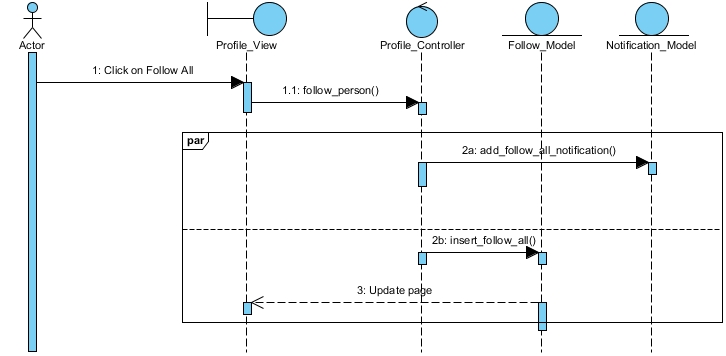 Actor
Profile_View
Profile_Controller
Follow_Model
Notification_Model
1: Click on Follow All
1.1: follow_person()
par
2a: add_follow_all_notification()
2b: insert_follow_all()
3: Update page